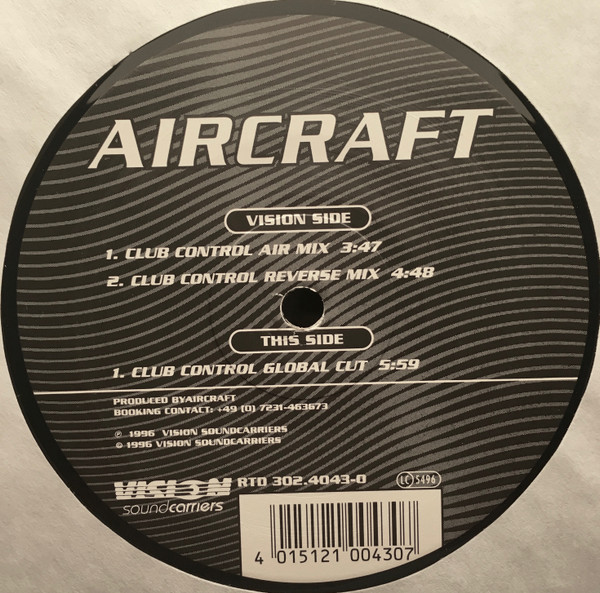 AIRCRAFT
VISION SIDE
1. CLUB CONTROL AIR MIX 3:47
2. CLUB CONTROL REVERSE MIX 4:48
THIS SIDE
1. CLUB CONTROL GLOBAL CUT 5:59
PRODUCED BYAIRCRAFT
BOOKING CONTACT: +49 (0) 7231-463673
℗ 1996 VISION SOUNDCARRIERS
© 1996 VISION SOUNDCARRIERS
VISION RTD 302.4043-0 LC 5496
soundcarriers
4 015121 004307